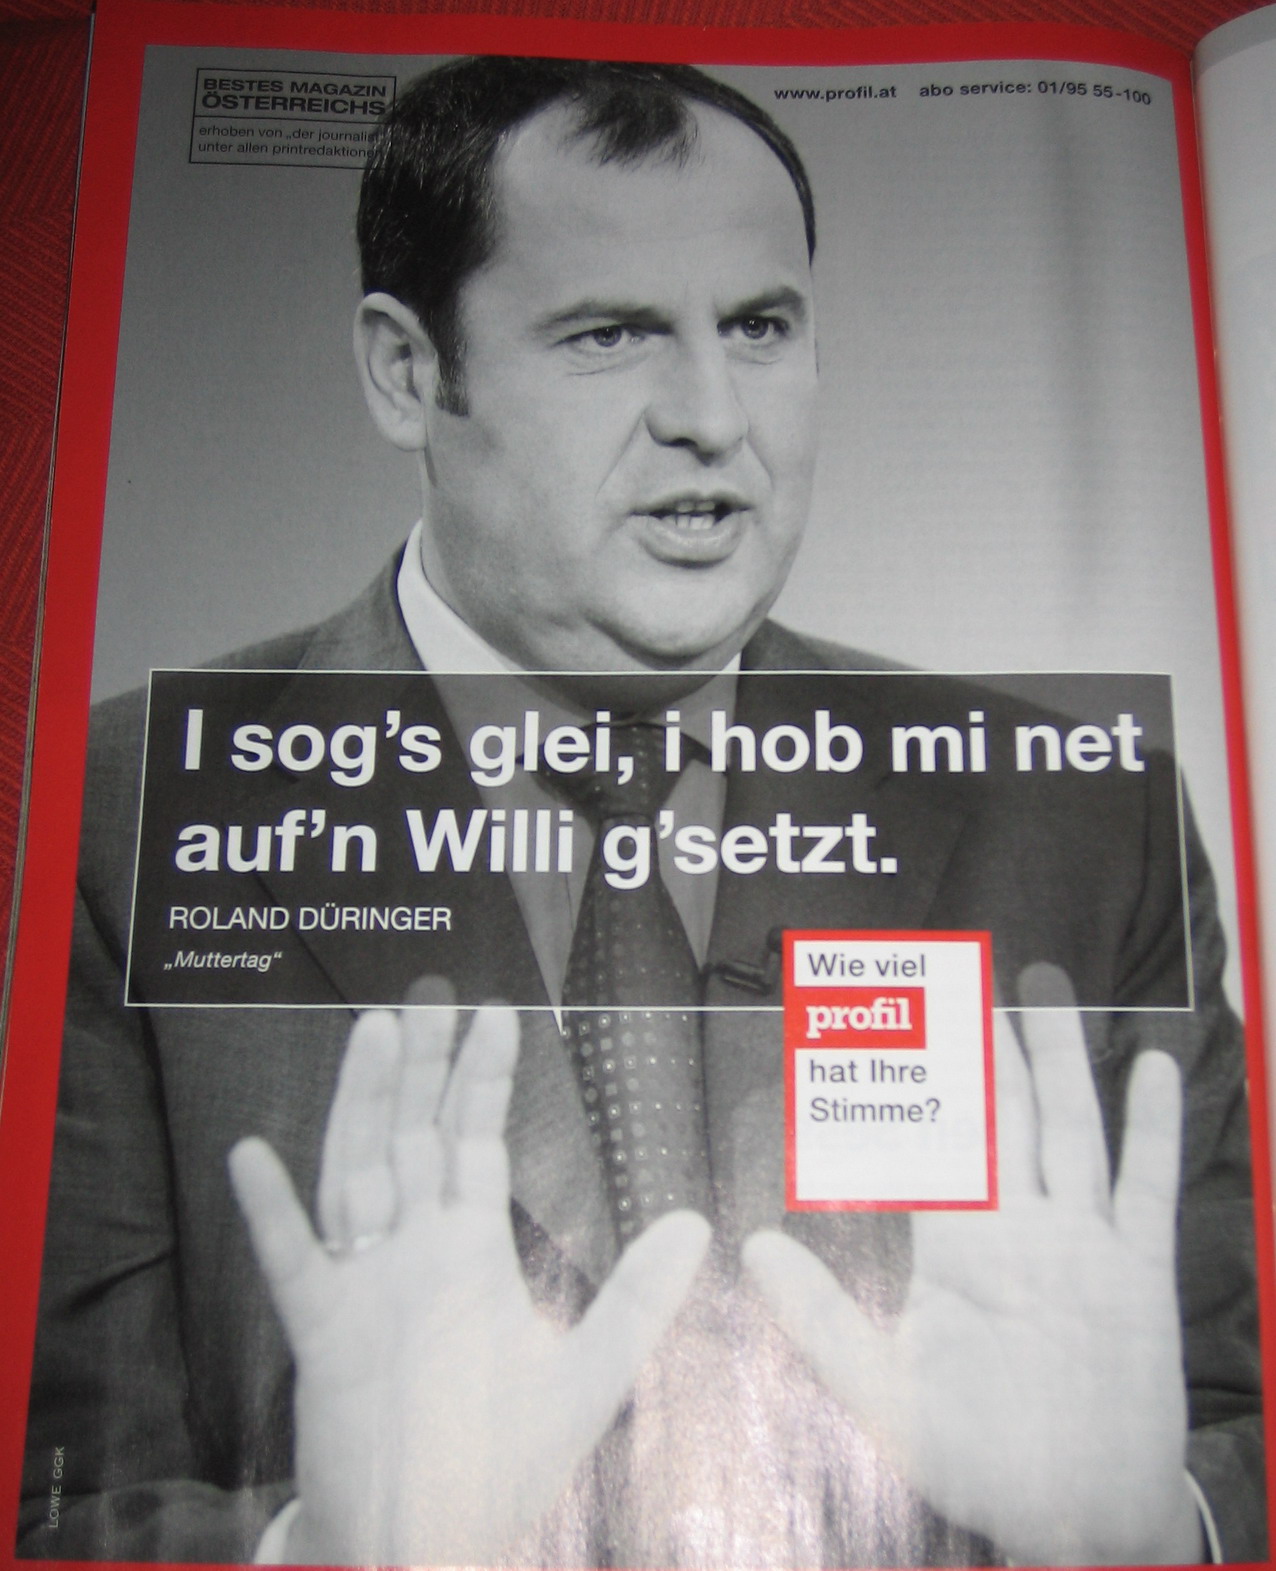 BESTES MAGAZIN
ÖSTERREICHS
erhoben von „der journalist
unter allen printredaktionen
www.profil.at abo service: 01/95 55-100
I sog’s glei, i hob mi net
auf’n Willi g’setzt.
ROLAND DÜRINGER
„Muttertag“
Wie viel
profil
hat Ihre
Stimme?
LOWE GGK